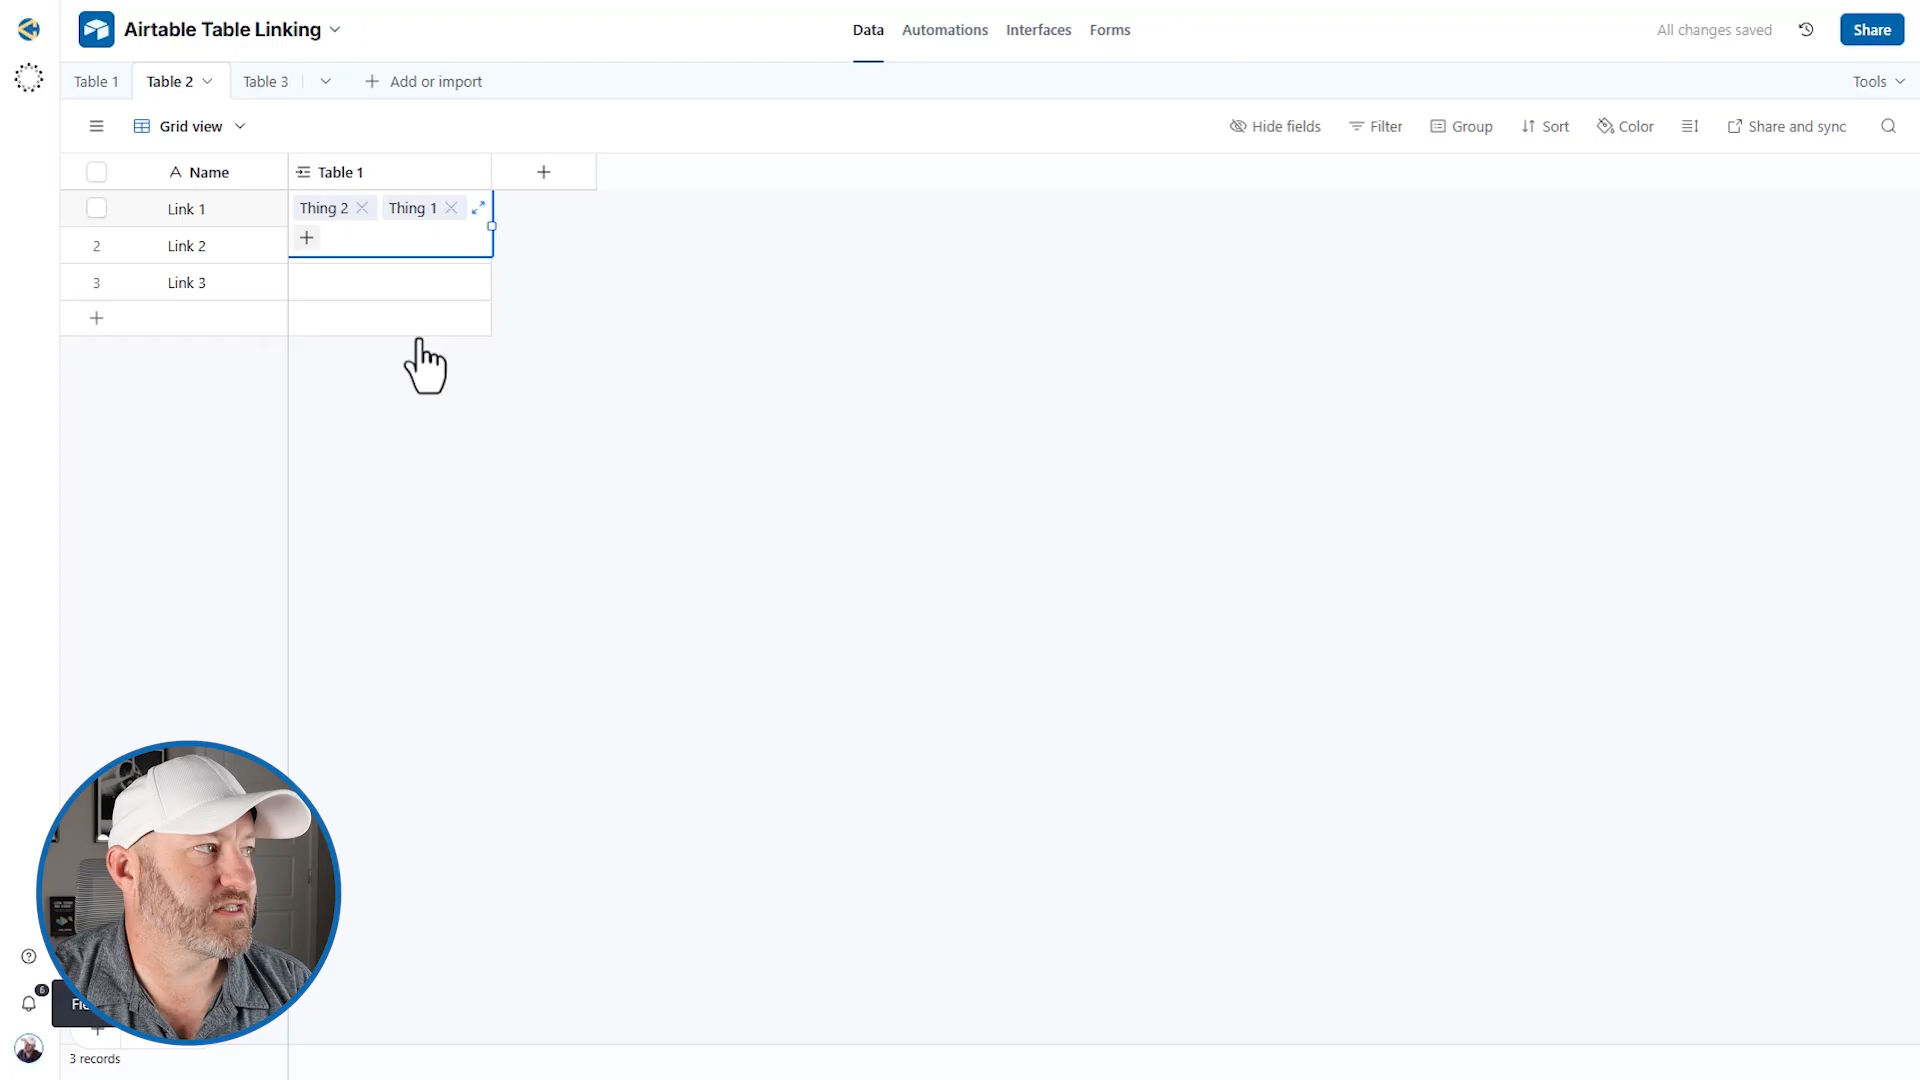 Airtable Table Linking
Data Automations Interfaces Forms
All changes saved
Share
Table 1 Table 2 Table 3 Add or import
Tools
Grid view
Hide fields Filter Group Sort Color Share and sync
Name Table 1
Link 1 Thing 2 Thing 1
2 Link 2
3 Link 3
6
3 records